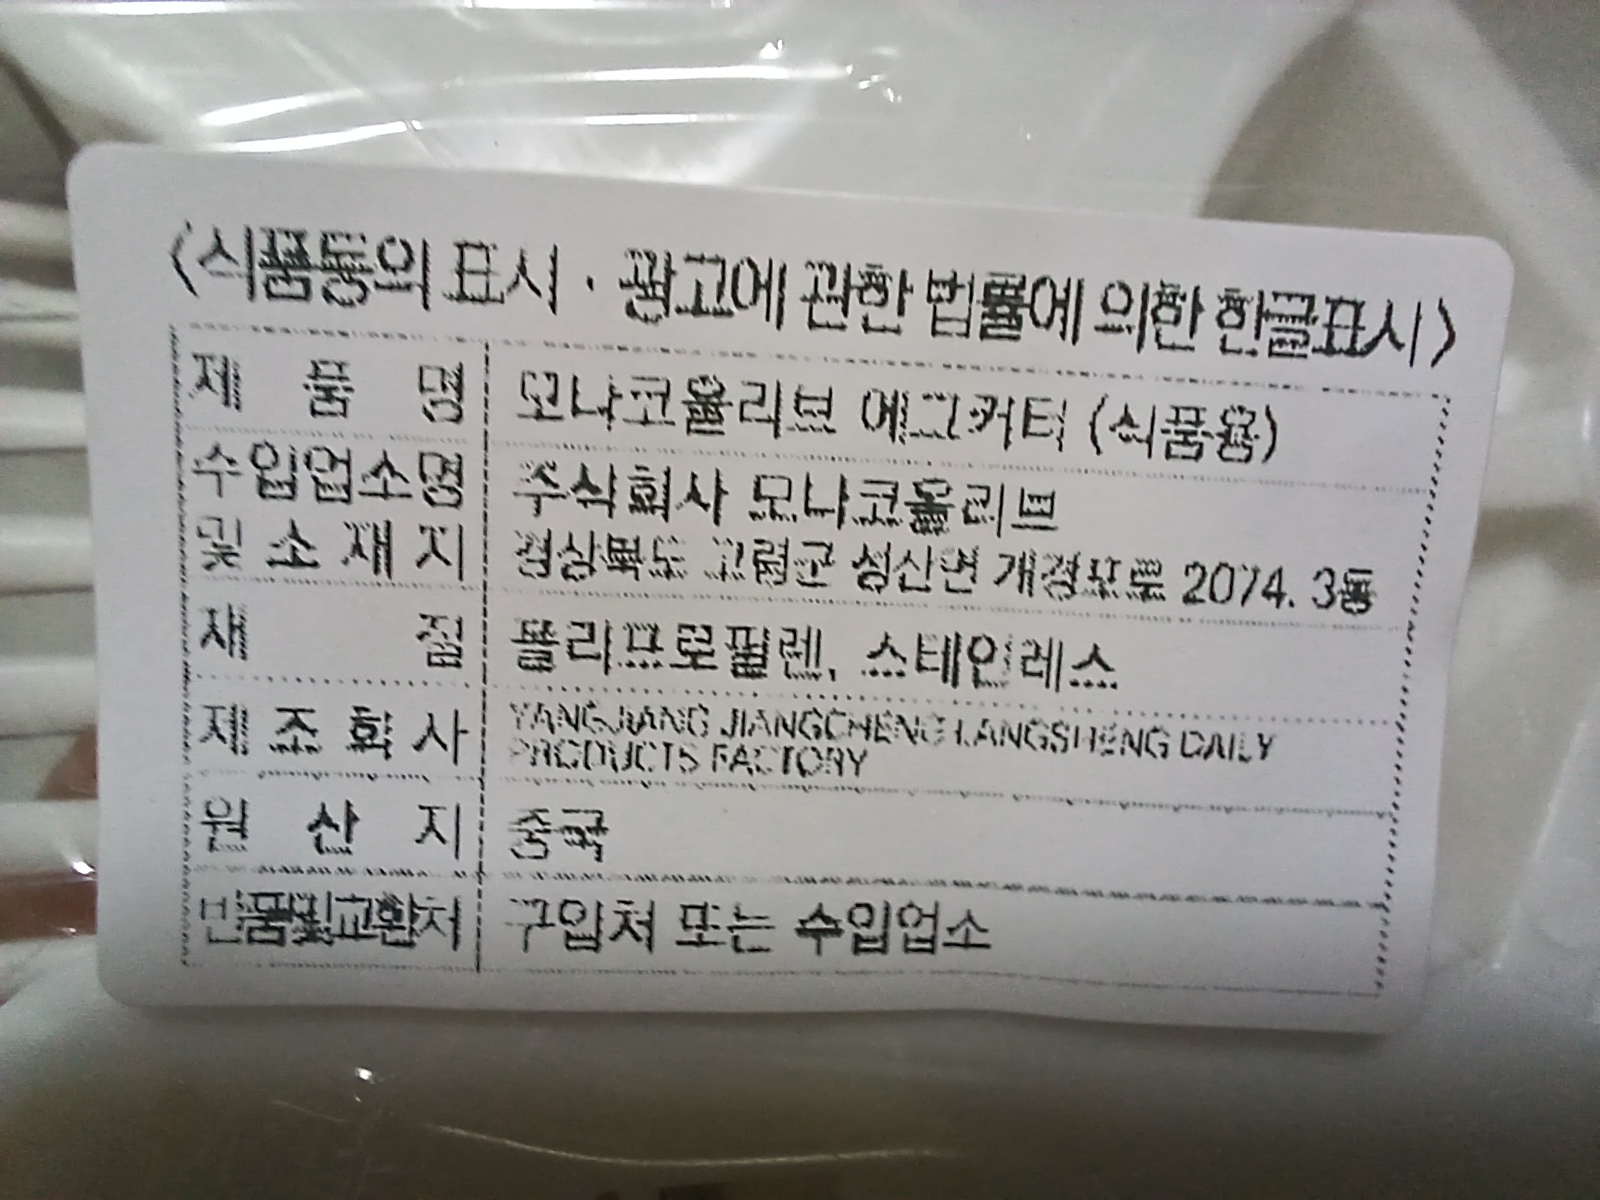 <식품등의 표시 · 광고에 관한 법률에 의한 한글표시>
제 품 명 모나코올리브 에그커터 (식품용)
수입업소명 주식회사 모나코올리브
및 소 재 지 경상북도 고령군 성산면 개경포로 2074. 3동
재 질 폴리프로필렌, 스테인레스
제 조 회 사 YANGJIANG JIANGCHENG LANGSHENG DAILY
PRODUCTS FACTORY
원 산 지 중국
반품및교환처 구입처 또는 수입업소